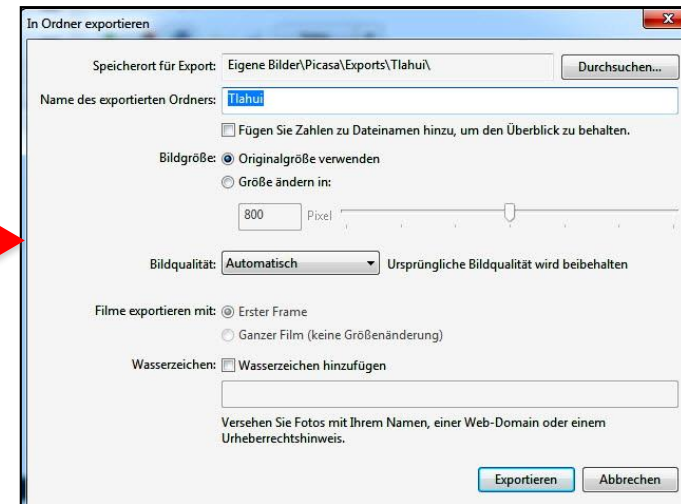 In Ordner exportieren
Speicherort für Export: Eigene Bilder\Picasa\Exports\Tlahui\ Durchsuchen...
Name des exportierten Ordners: Tlahui
Fügen Sie Zahlen zu Dateinamen hinzu, um den Überblick zu behalten.
Bildgröße: Originalgröße verwenden
Größe ändern in:
800 Pixel
Bildqualität: Automatisch Ursprüngliche Bildqualität wird beibehalten
Filme exportieren mit: Erster Frame
Ganzer Film (keine Größenänderung)
Wasserzeichen: Wasserzeichen hinzufügen
Versehen Sie Fotos mit Ihrem Namen, einer Web-Domain oder einem
Urheberrechtshinweis.
Exportieren Abbrechen